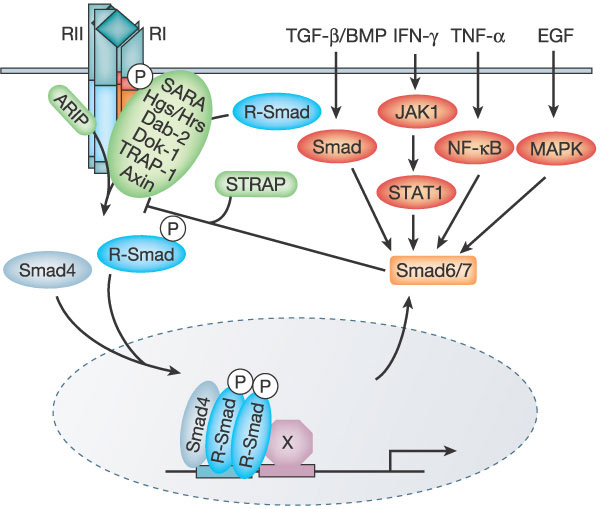 RII
RI
TGF-β/BMP
IFN-γ
TNF-α
EGF
P
ARIP
SARA
Hgs/Hrs
Dab-2
Dok-1
TRAP-1
Axin
R-Smad
JAK1
Smad
NF-κB
MAPK
STRAP
STAT1
P
R-Smad
Smad4
Smad6/7
P
P
Smad4
R-Smad
R-Smad
X